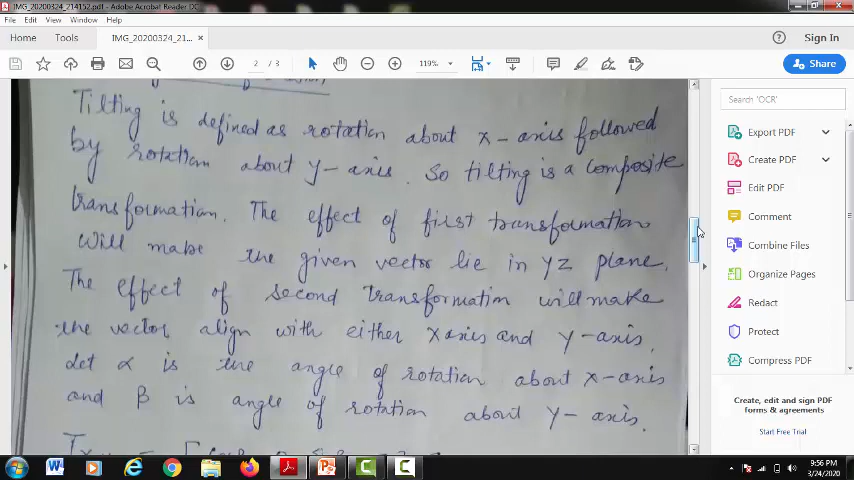 IMG_20200324_214152.pdf - Adobe Acrobat Reader DC
File Edit View Window Help
Home Tools IMG_20200324_21... × Sign In
2 / 3 119% Share
Tilting is defined as rotation about x-axis followed
by rotation about y-axis. So tilting is a composite
transformation. The effect of first transformation
will make the given vector lie in YZ plane.
The effect of second transformation will make
the vector align with either X axis and Y-axis.
Let α is the angle of rotation about x-axis
and β is angle of rotation about Y-axis.
Search 'OCR'
Export PDF
Create PDF
Edit PDF
Comment
Combine Files
Organize Pages
Redact
Protect
Compress PDF
Create, edit and sign PDF
forms & agreements
Start Free Trial
9:56 PM
3/24/2020